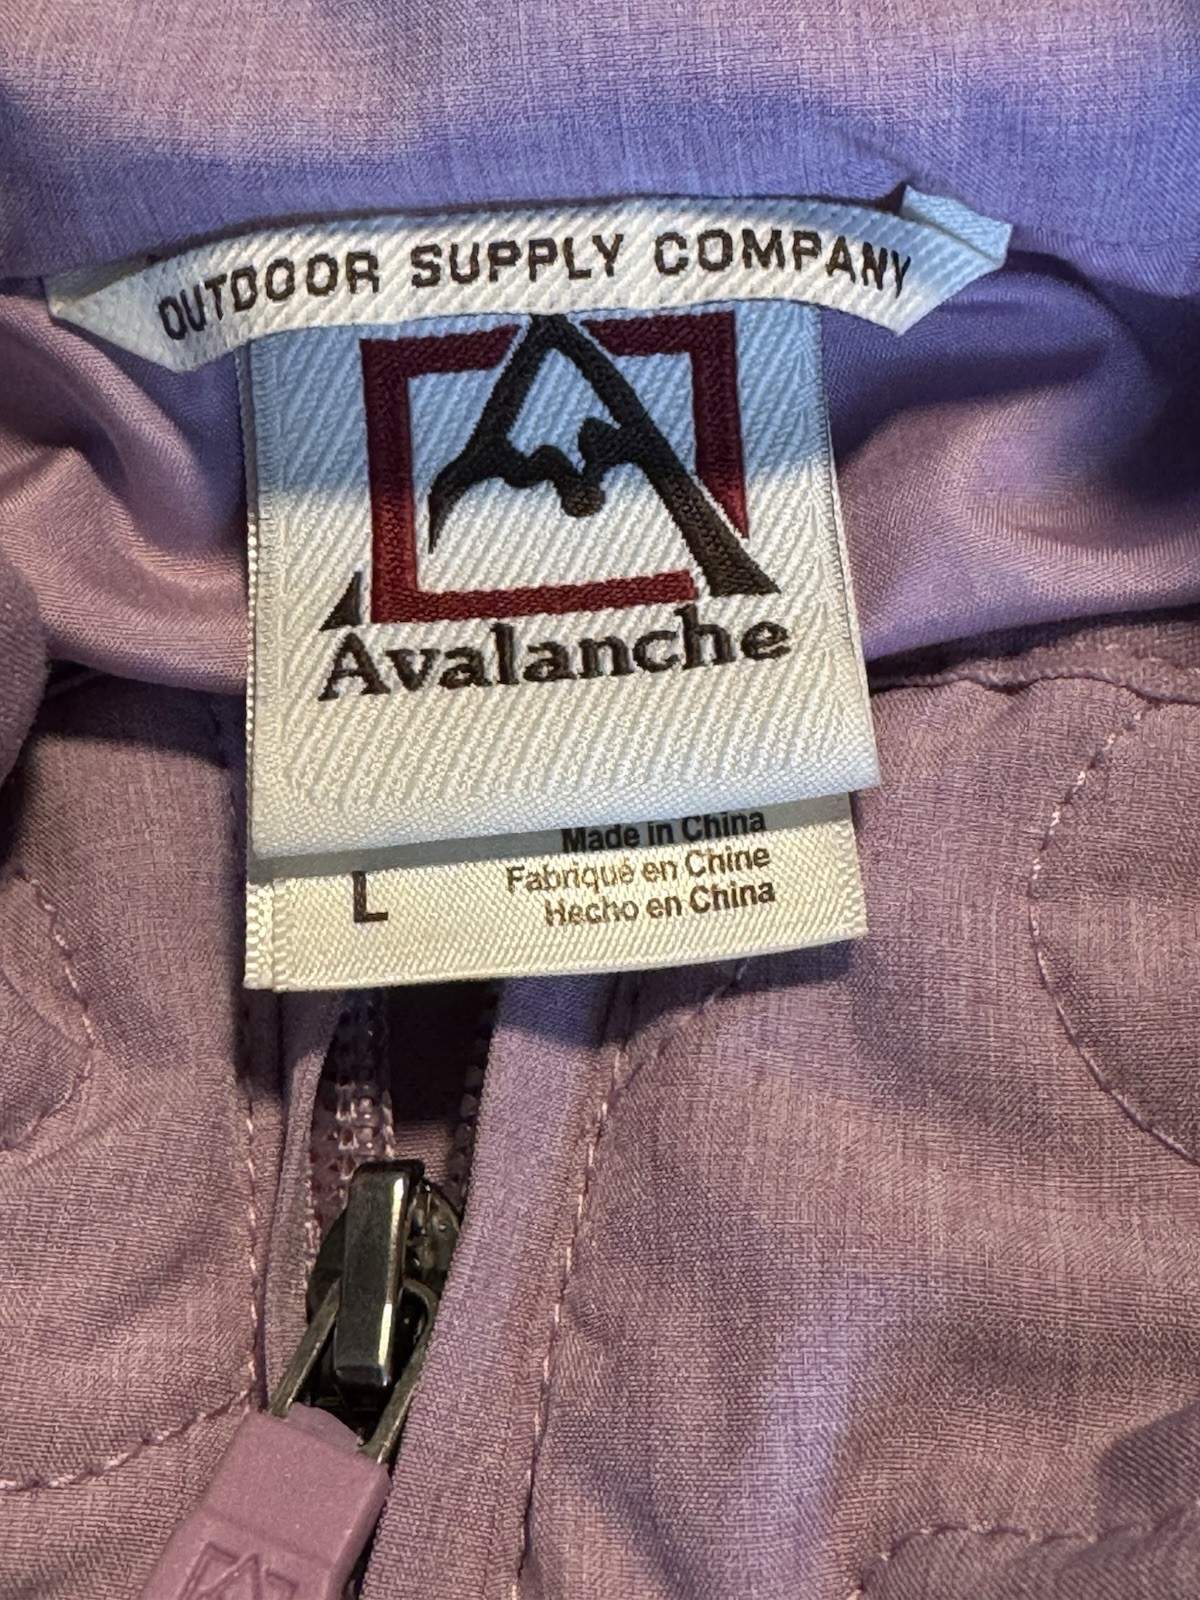 OUTDOOR SUPPLY COMPANY
Avalanche
Made in China
L
Fabriqué en Chine
Hecho en China